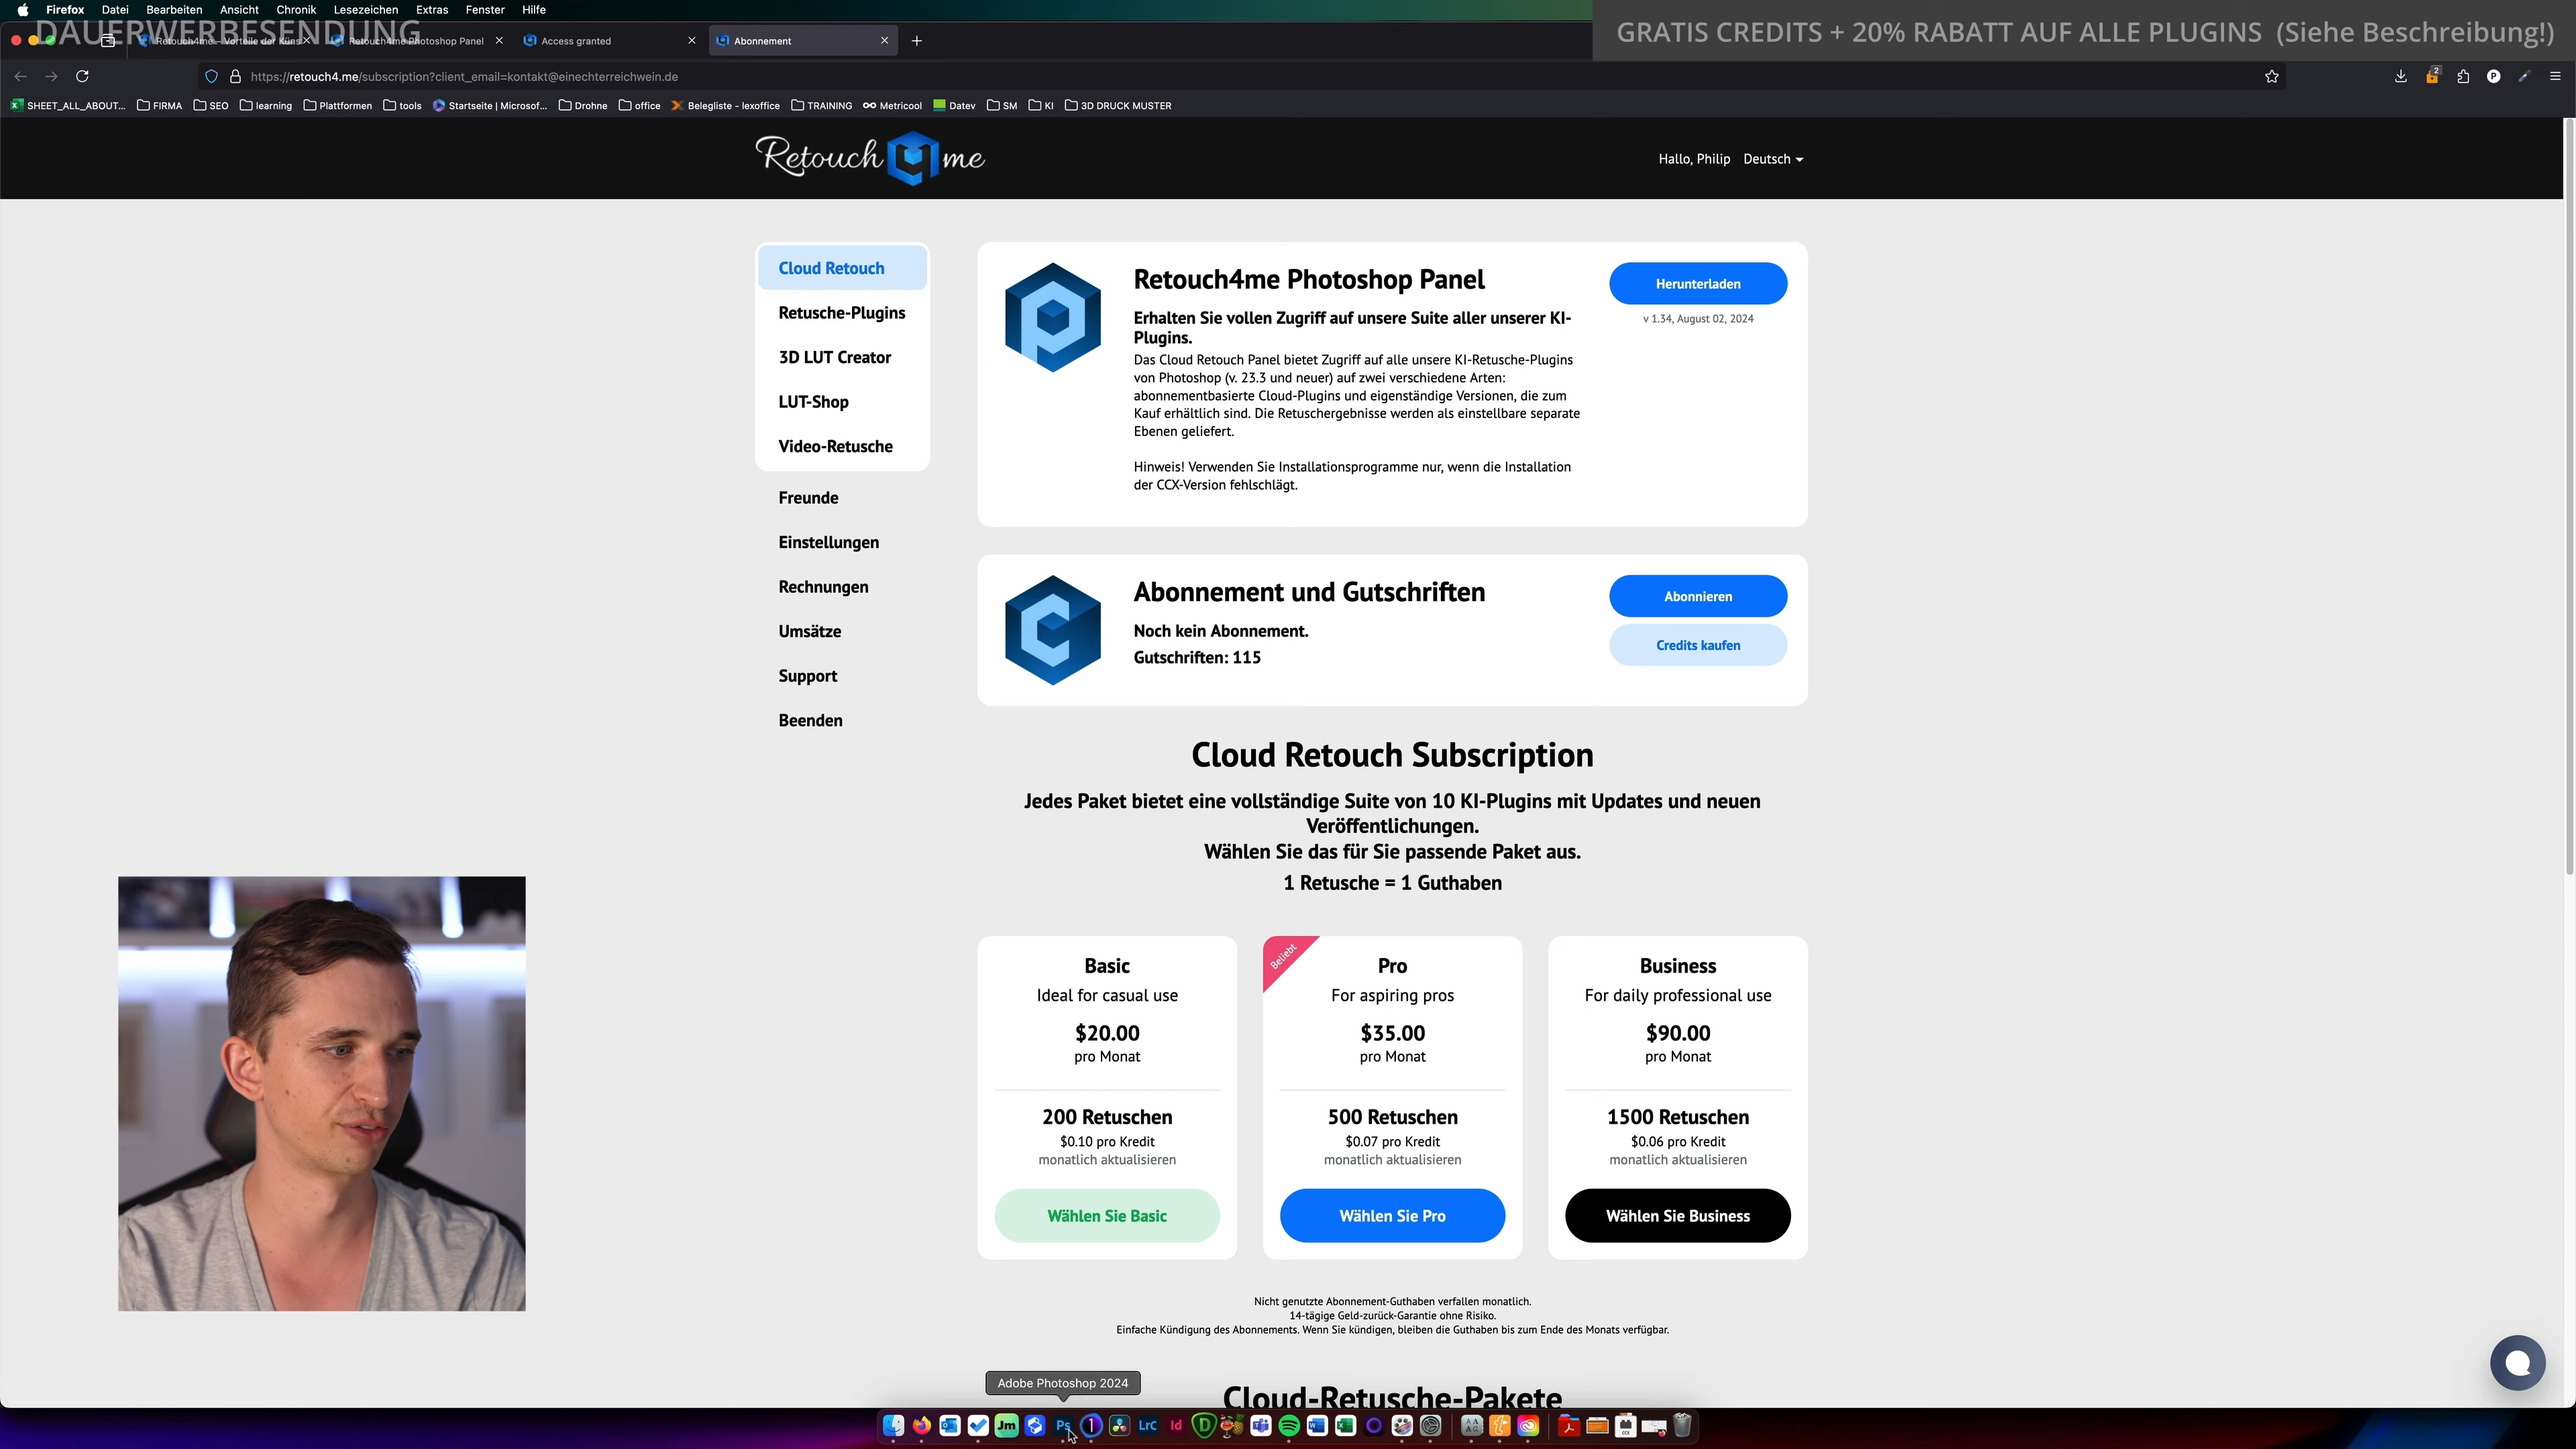 Firefox Datei Bearbeiten Ansicht Chronik Lesezeichen Extras Fenster Hilfe
DAUERWERBESENDUNG
GRATIS CREDITS + 20% RABATT AUF ALLE PLUGINS (Siehe Beschreibung!)
Retouch4me – Vorteile der Küns
Retouch4me Photoshop Panel
Access granted
Abonnement
https://retouch4.me/subscription?client_email=kontakt@einechterreichwein.de
2
P
SHEET_ALL_ABOUT... FIRMA SEO learning Plattformen tools Startseite | Microsof... Drohne office Belegliste - lexoffice TRAINING Metricool Datev SM KI 3D DRUCK MUSTER
Retouch4me
Hallo, Philip Deutsch
Cloud Retouch
Retusche-Plugins
3D LUT Creator
LUT-Shop
Video-Retusche
Freunde
Einstellungen
Rechnungen
Umsätze
Support
Beenden
Retouch4me Photoshop Panel
Erhalten Sie vollen Zugriff auf unsere Suite aller unserer KI-
Plugins.
Das Cloud Retouch Panel bietet Zugriff auf alle unsere KI-Retusche-Plugins
von Photoshop (v. 23.3 und neuer) auf zwei verschiedene Arten:
abonnementbasierte Cloud-Plugins und eigenständige Versionen, die zum
Kauf erhältlich sind. Die Retuschergebnisse werden als einstellbare separate
Ebenen geliefert.
Hinweis! Verwenden Sie Installationsprogramme nur, wenn die Installation
der CCX-Version fehlschlägt.
Herunterladen
v 1.34, August 02, 2024
Abonnement und Gutschriften
Noch kein Abonnement.
Gutschriften: 115
Abonnieren
Credits kaufen
Cloud Retouch Subscription
Jedes Paket bietet eine vollständige Suite von 10 KI-Plugins mit Updates und neuen
Veröffentlichungen.
Wählen Sie das für Sie passende Paket aus.
1 Retusche = 1 Guthaben
Basic
Ideal for casual use
$20.00
pro Monat
200 Retuschen
$0.10 pro Kredit
monatlich aktualisieren
Wählen Sie Basic
Beliebt
Pro
For aspiring pros
$35.00
pro Monat
500 Retuschen
$0.07 pro Kredit
monatlich aktualisieren
Wählen Sie Pro
Business
For daily professional use
$90.00
pro Monat
1500 Retuschen
$0.06 pro Kredit
monatlich aktualisieren
Wählen Sie Business
Nicht genutzte Abonnement-Guthaben verfallen monatlich.
14-tägige Geld-zurück-Garantie ohne Risiko.
Einfache Kündigung des Abonnements. Wenn Sie kündigen, bleiben die Guthaben bis zum Ende des Monats verfügbar.
Cloud-Retusche-Pakete
Adobe Photoshop 2024
Jm Ps 1 LrC Id